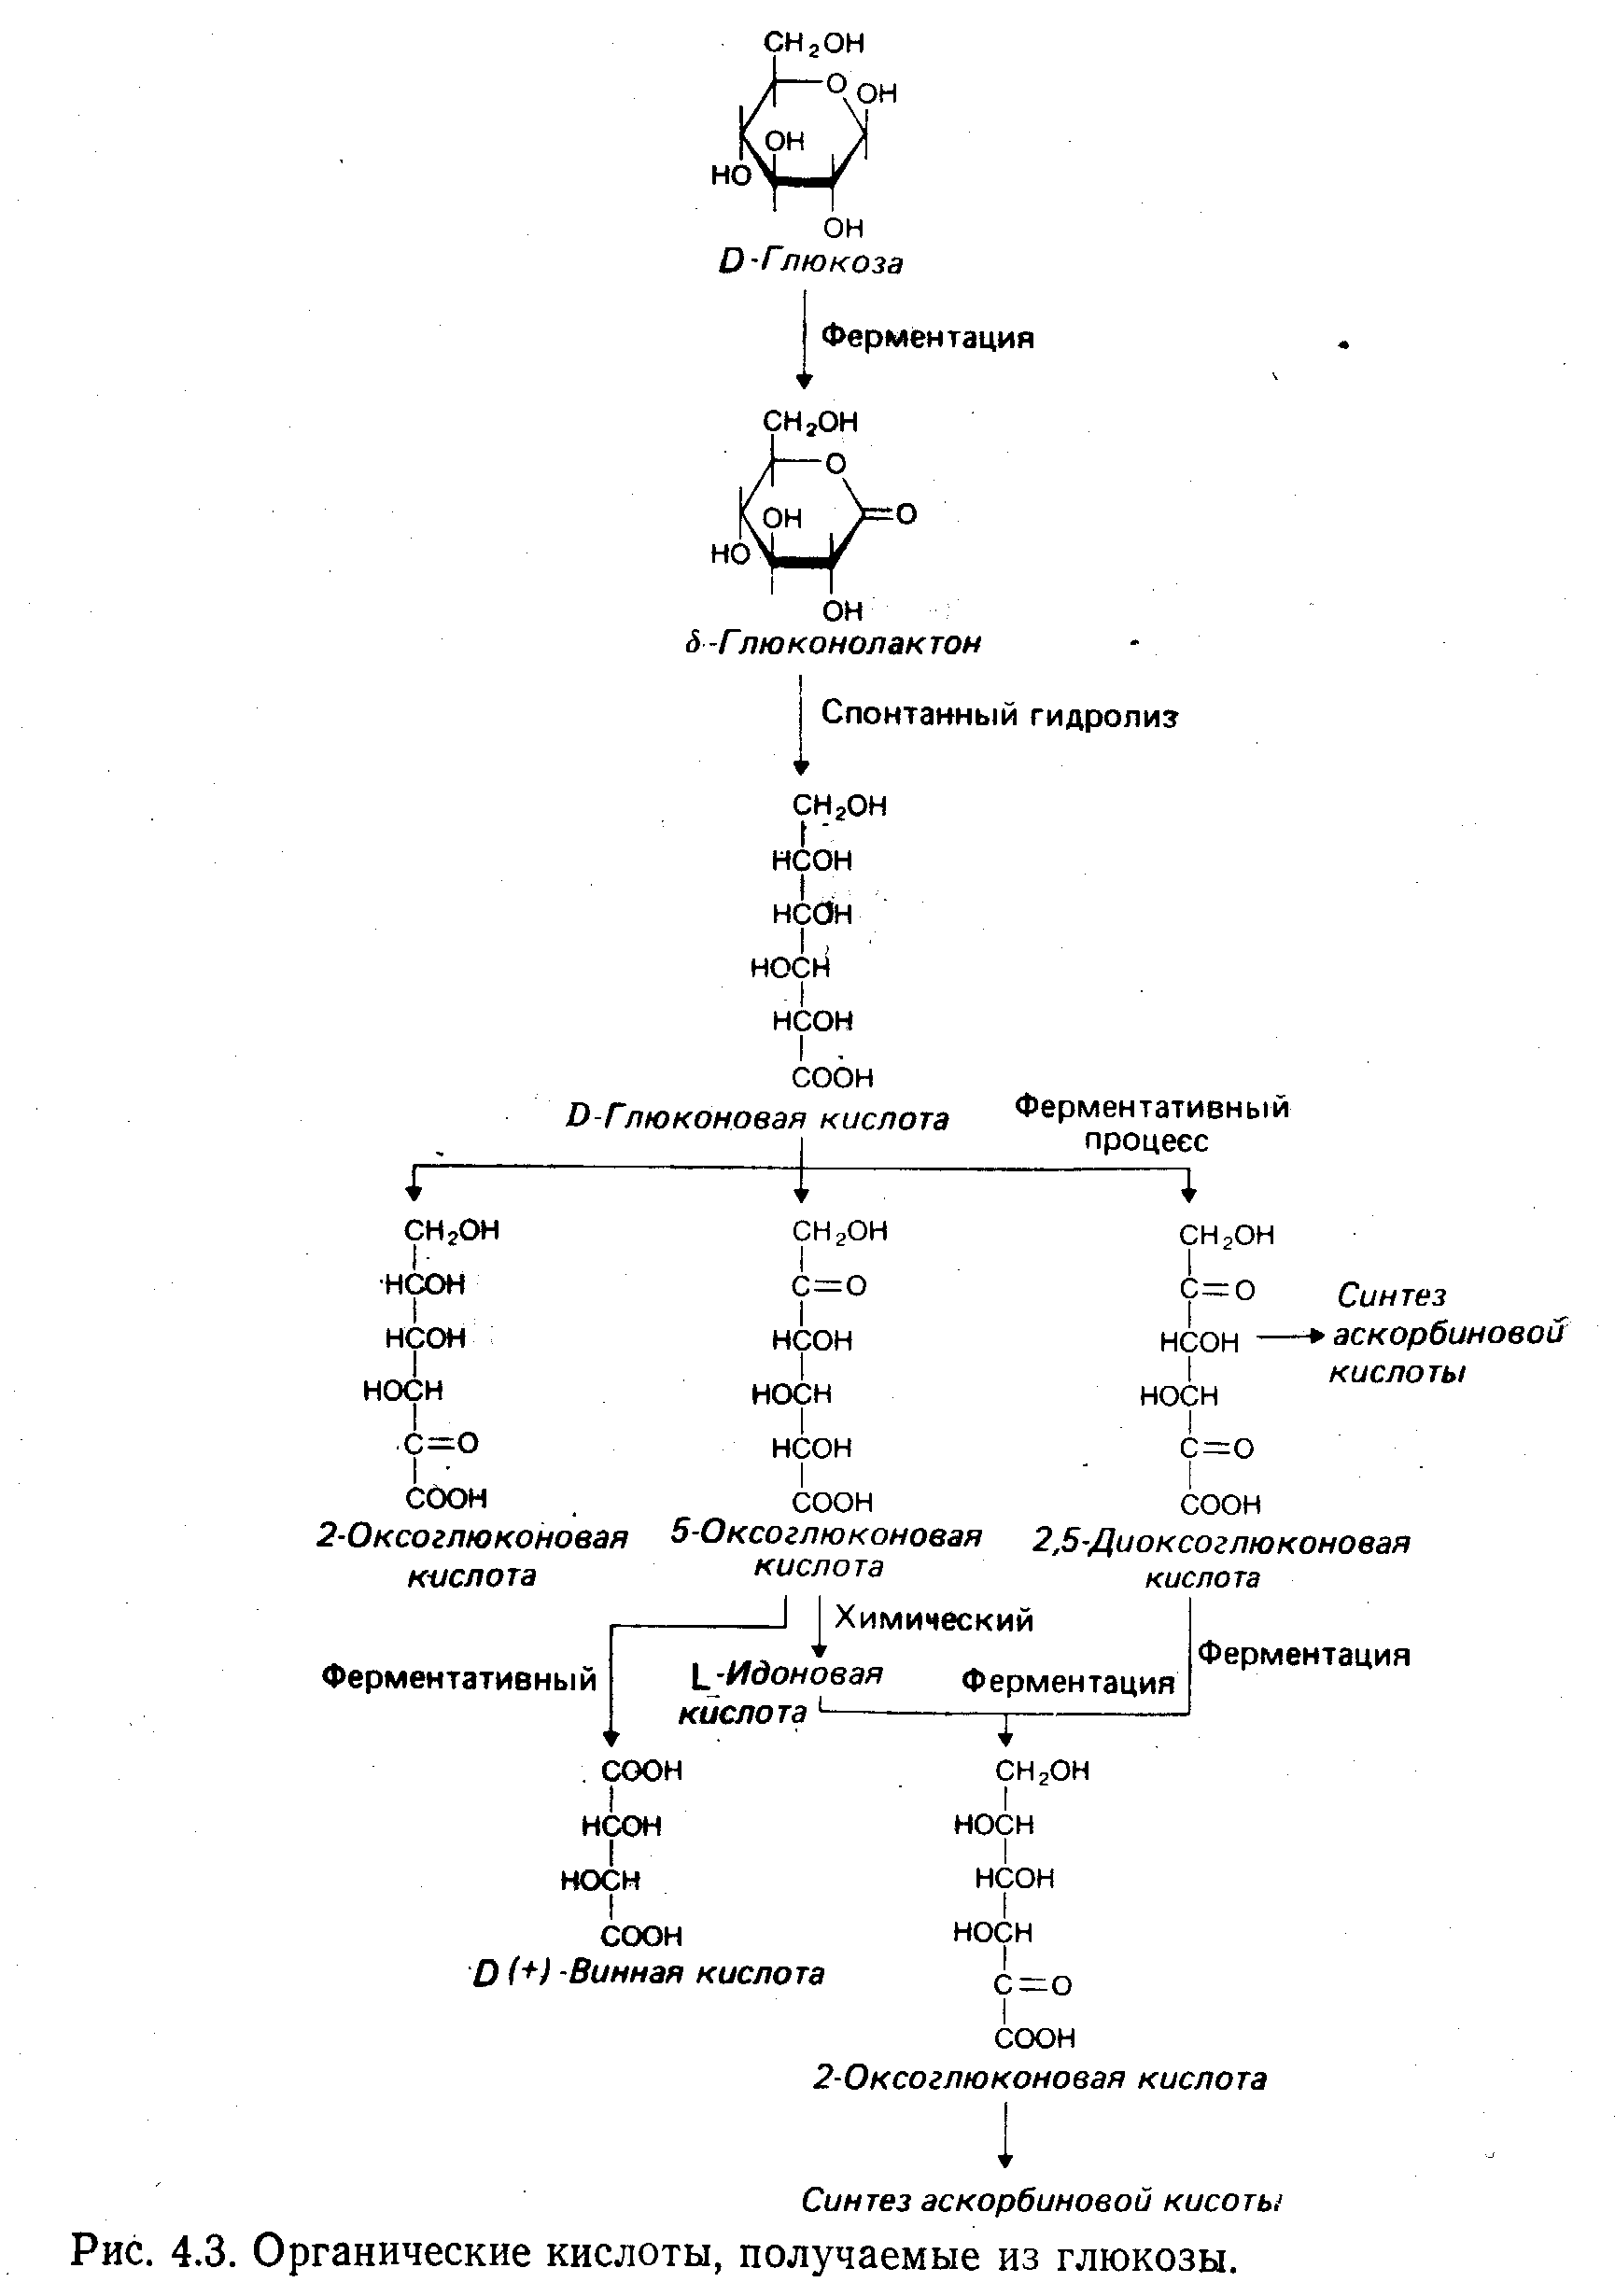 CH₂OH
O
OH
OH
HO
OH
D-Глюкоза
Ферментация
CH₂OH
O
OH
=O
HO
OH
δ-Глюконолактон
Спонтанный гидролиз
CH₂OH
HCOH
HCOH
HOCH
HCOH
COOH
D-Глюконовая кислота
Ферментативный
процесс
CH₂OH
HCOH
HCOH
HOCH
C=O
COOH
2-Оксоглюконовая
кислота
CH₂OH
C=O
HCOH
HOCH
HCOH
COOH
5-Оксоглюконовая
кислота
CH₂OH
C=O
HCOH
HOCH
C=O
COOH
2,5-Диоксоглюконовая
кислота
Синтез
аскорбиновой
кислоты
Химический
Ферментативный
L-Идоновая
кислота
Ферментация
Ферментация
COOH
HCOH
HOCH
COOH
D(+)-Винная кислота
CH₂OH
HOCH
HCOH
HOCH
C=O
COOH
2-Оксоглюконовая кислота
Синтез аскорбиновой кисоты
Рис. 4.3. Органические кислоты, получаемые из глюкозы.